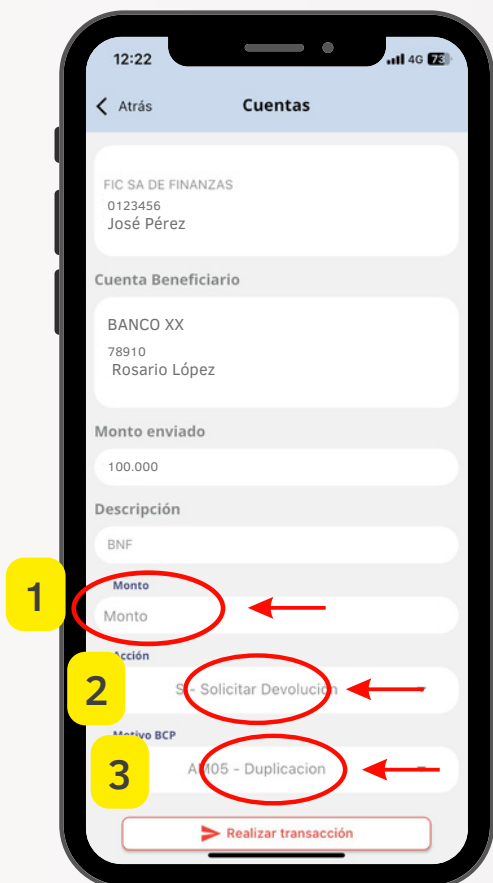 12:22
4G 73
Atrás
Cuentas
FIC SA DE FINANZAS
0123456
José Pérez
Cuenta Beneficiario
BANCO XX
78910
Rosario López
Monto enviado
100.000
Descripción
BNF
Monto
1
Monto
Acción
2
S - Solicitar Devolución
Motivo BCP
3
AM05 - Duplicacion
Realizar transacción